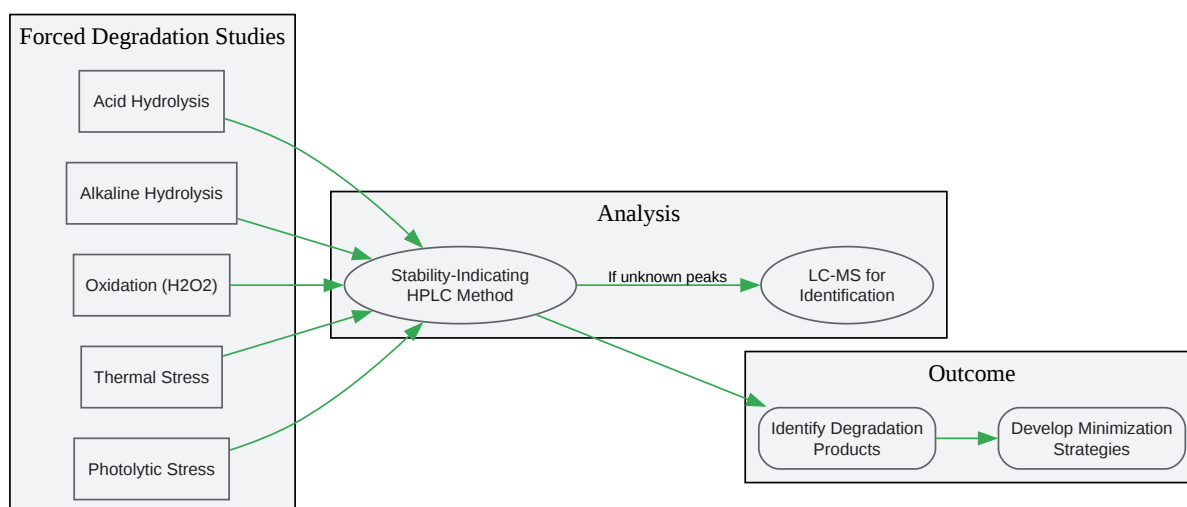 Forced Degradation Studies
Acid Hydrolysis
Alkaline Hydrolysis
Oxidation (H2O2)
Thermal Stress
Photolytic Stress
Analysis
Stability-Indicating
HPLC Method
If unknown peaks
LC-MS for
Identification
Outcome
Identify Degradation
Products
Develop Minimization
Strategies